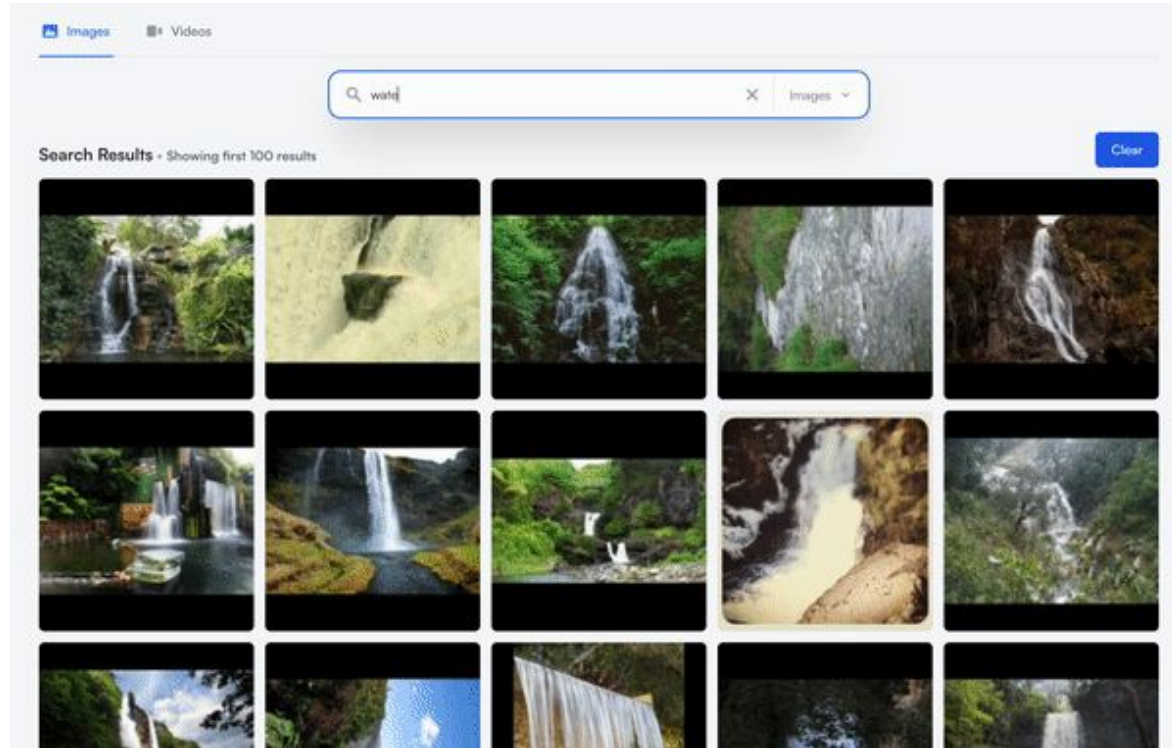 Images Videos
wate Images
Search Results - Showing first 100 results Clear